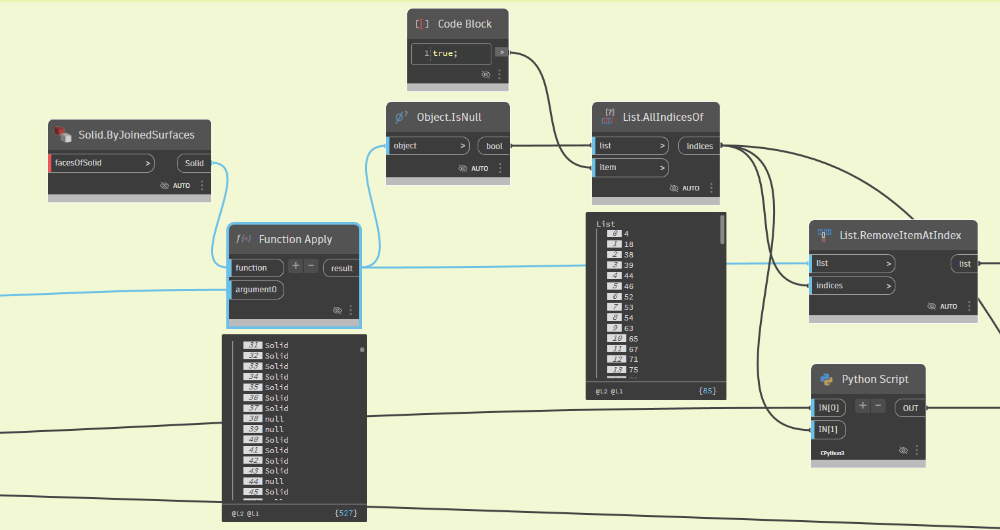 Code Block
1 true;
>
Solid.ByJoinedSurfaces
facesOfSolid >
Solid
AUTO
Object.IsNull
object >
bool
AUTO
List.AllIndicesOf
list >
indices
item >
AUTO
Function Apply
function
+ -
result
argument0
31 Solid
32 Solid
33 Solid
34 Solid
35 Solid
36 Solid
37 Solid
38 null
39 null
40 Solid
41 Solid
42 Solid
43 Solid
44 null
45 Solid
@L2 @L1
{527}
List
0 4
1 18
2 38
3 39
4 44
5 46
6 52
7 53
8 54
9 63
10 65
11 67
12 71
13 75
@L2 @L1
{85}
List.RemoveItemAtIndex
list >
list
indices >
AUTO
Python Script
IN[0]
+ -
OUT
IN[1]
CPython3